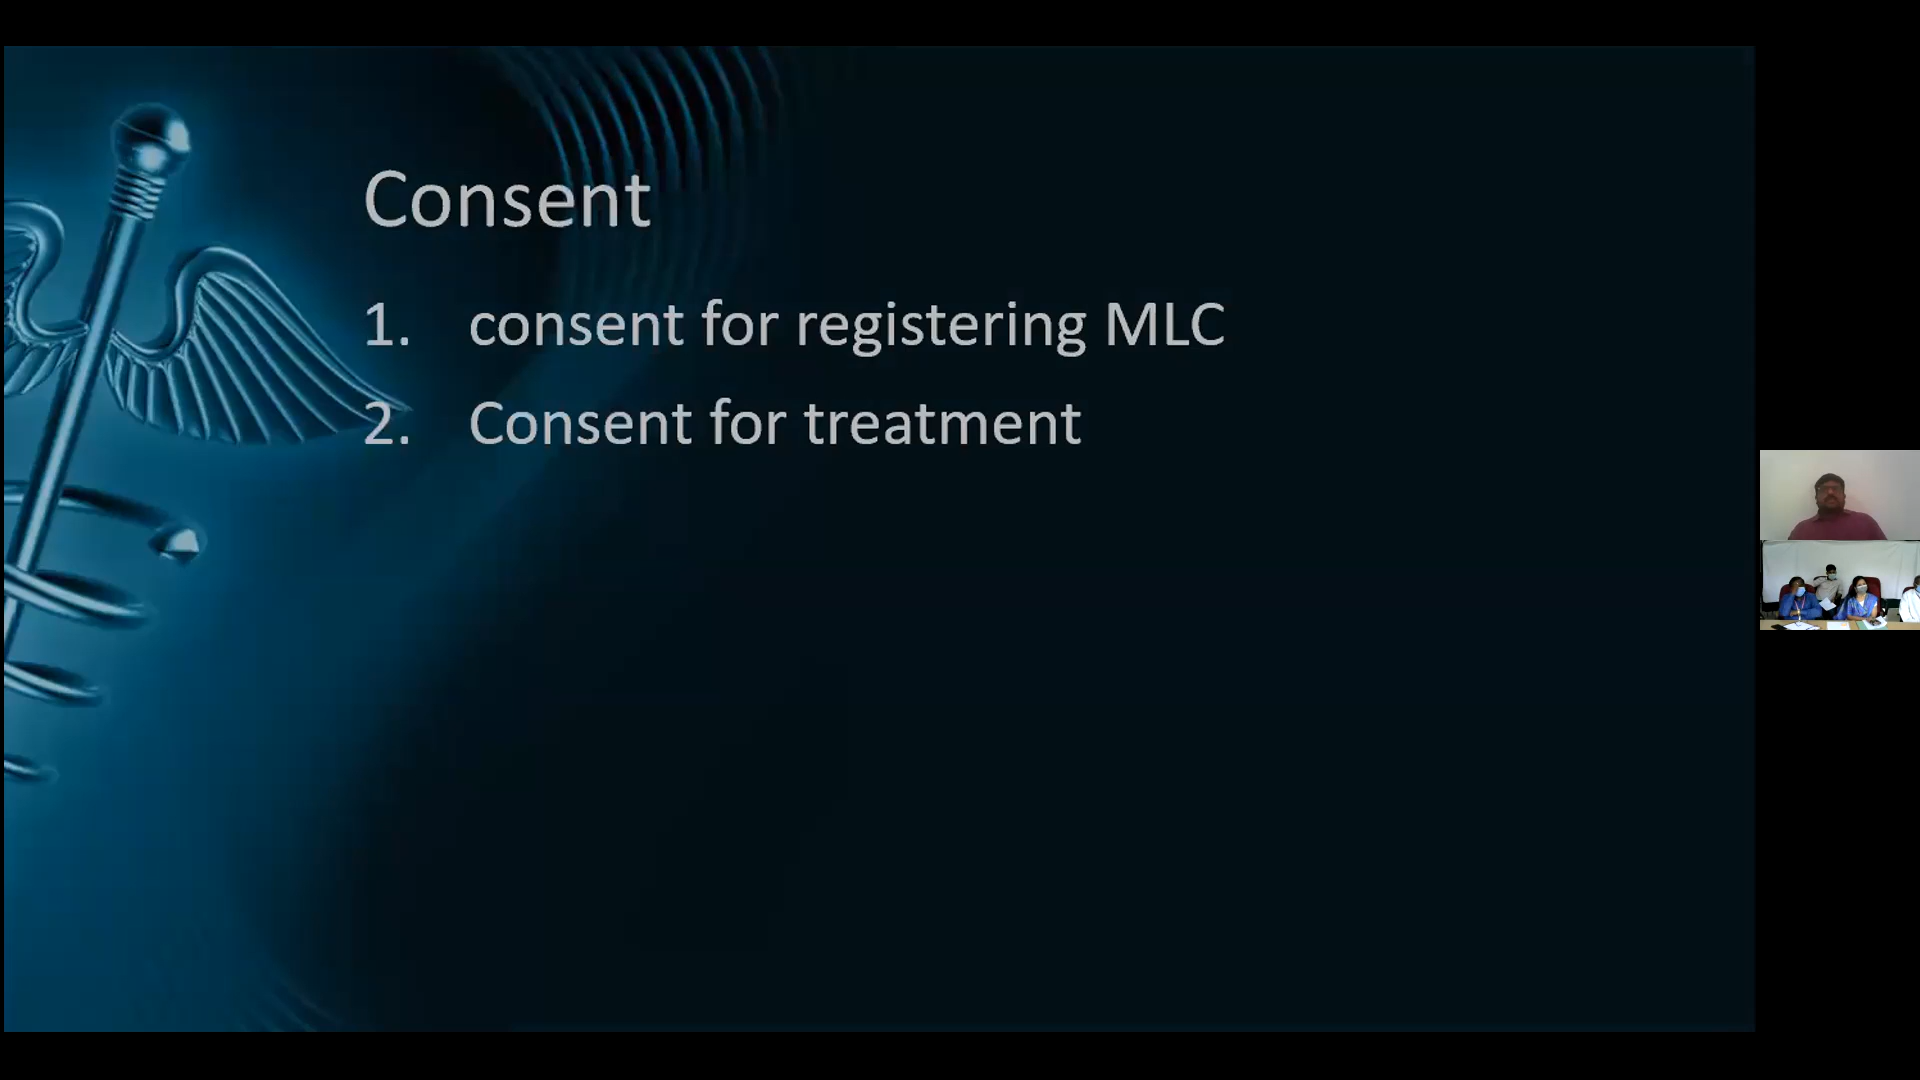 Consent
1. consent for registering MLC
2. Consent for treatment